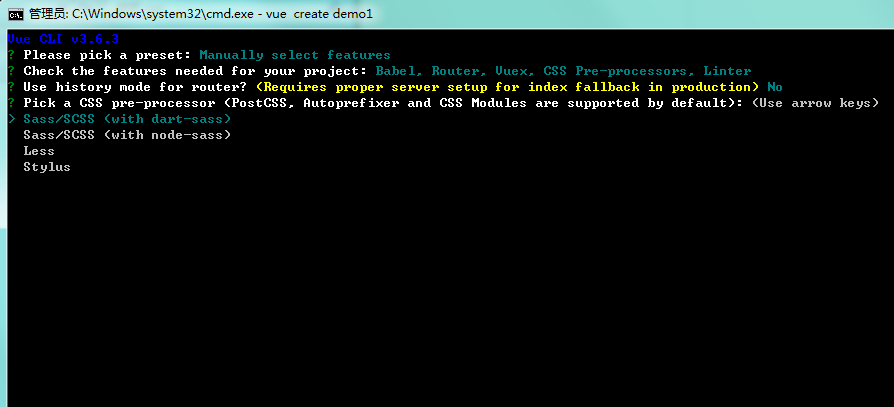 管理员: C:\Windows\system32\cmd.exe - vue  create demo1
Vue CLI v3.6.3
? Please pick a preset: Manually select features
? Check the features needed for your project: Babel, Router, Vuex, CSS Pre-processors, Linter
? Use history mode for router? (Requires proper server setup for index fallback in production) No
? Pick a CSS pre-processor (PostCSS, Autoprefixer and CSS Modules are supported by default): (Use arrow keys)
> Sass/SCSS (with dart-sass)
  Sass/SCSS (with node-sass)
  Less
  Stylus